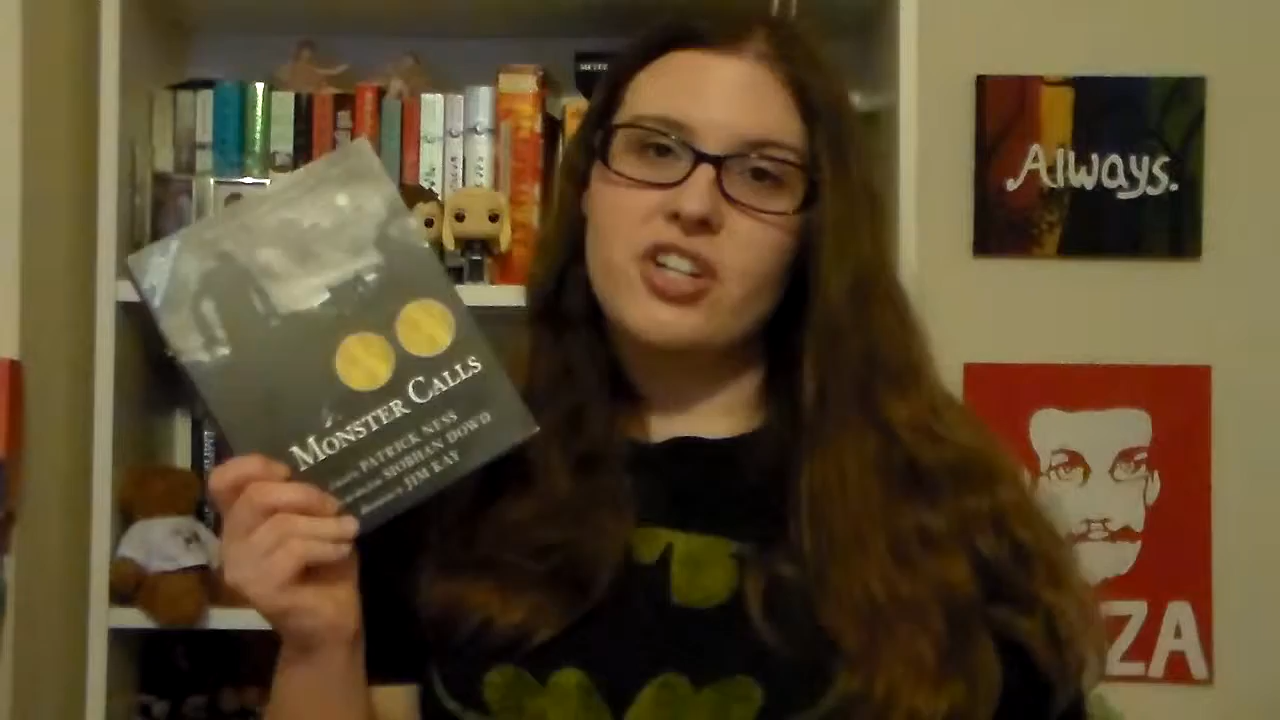 Always.
MONSTER CALLS
PATRICK NESS
SIOBHAN DOWD
JIM KAY
ZA